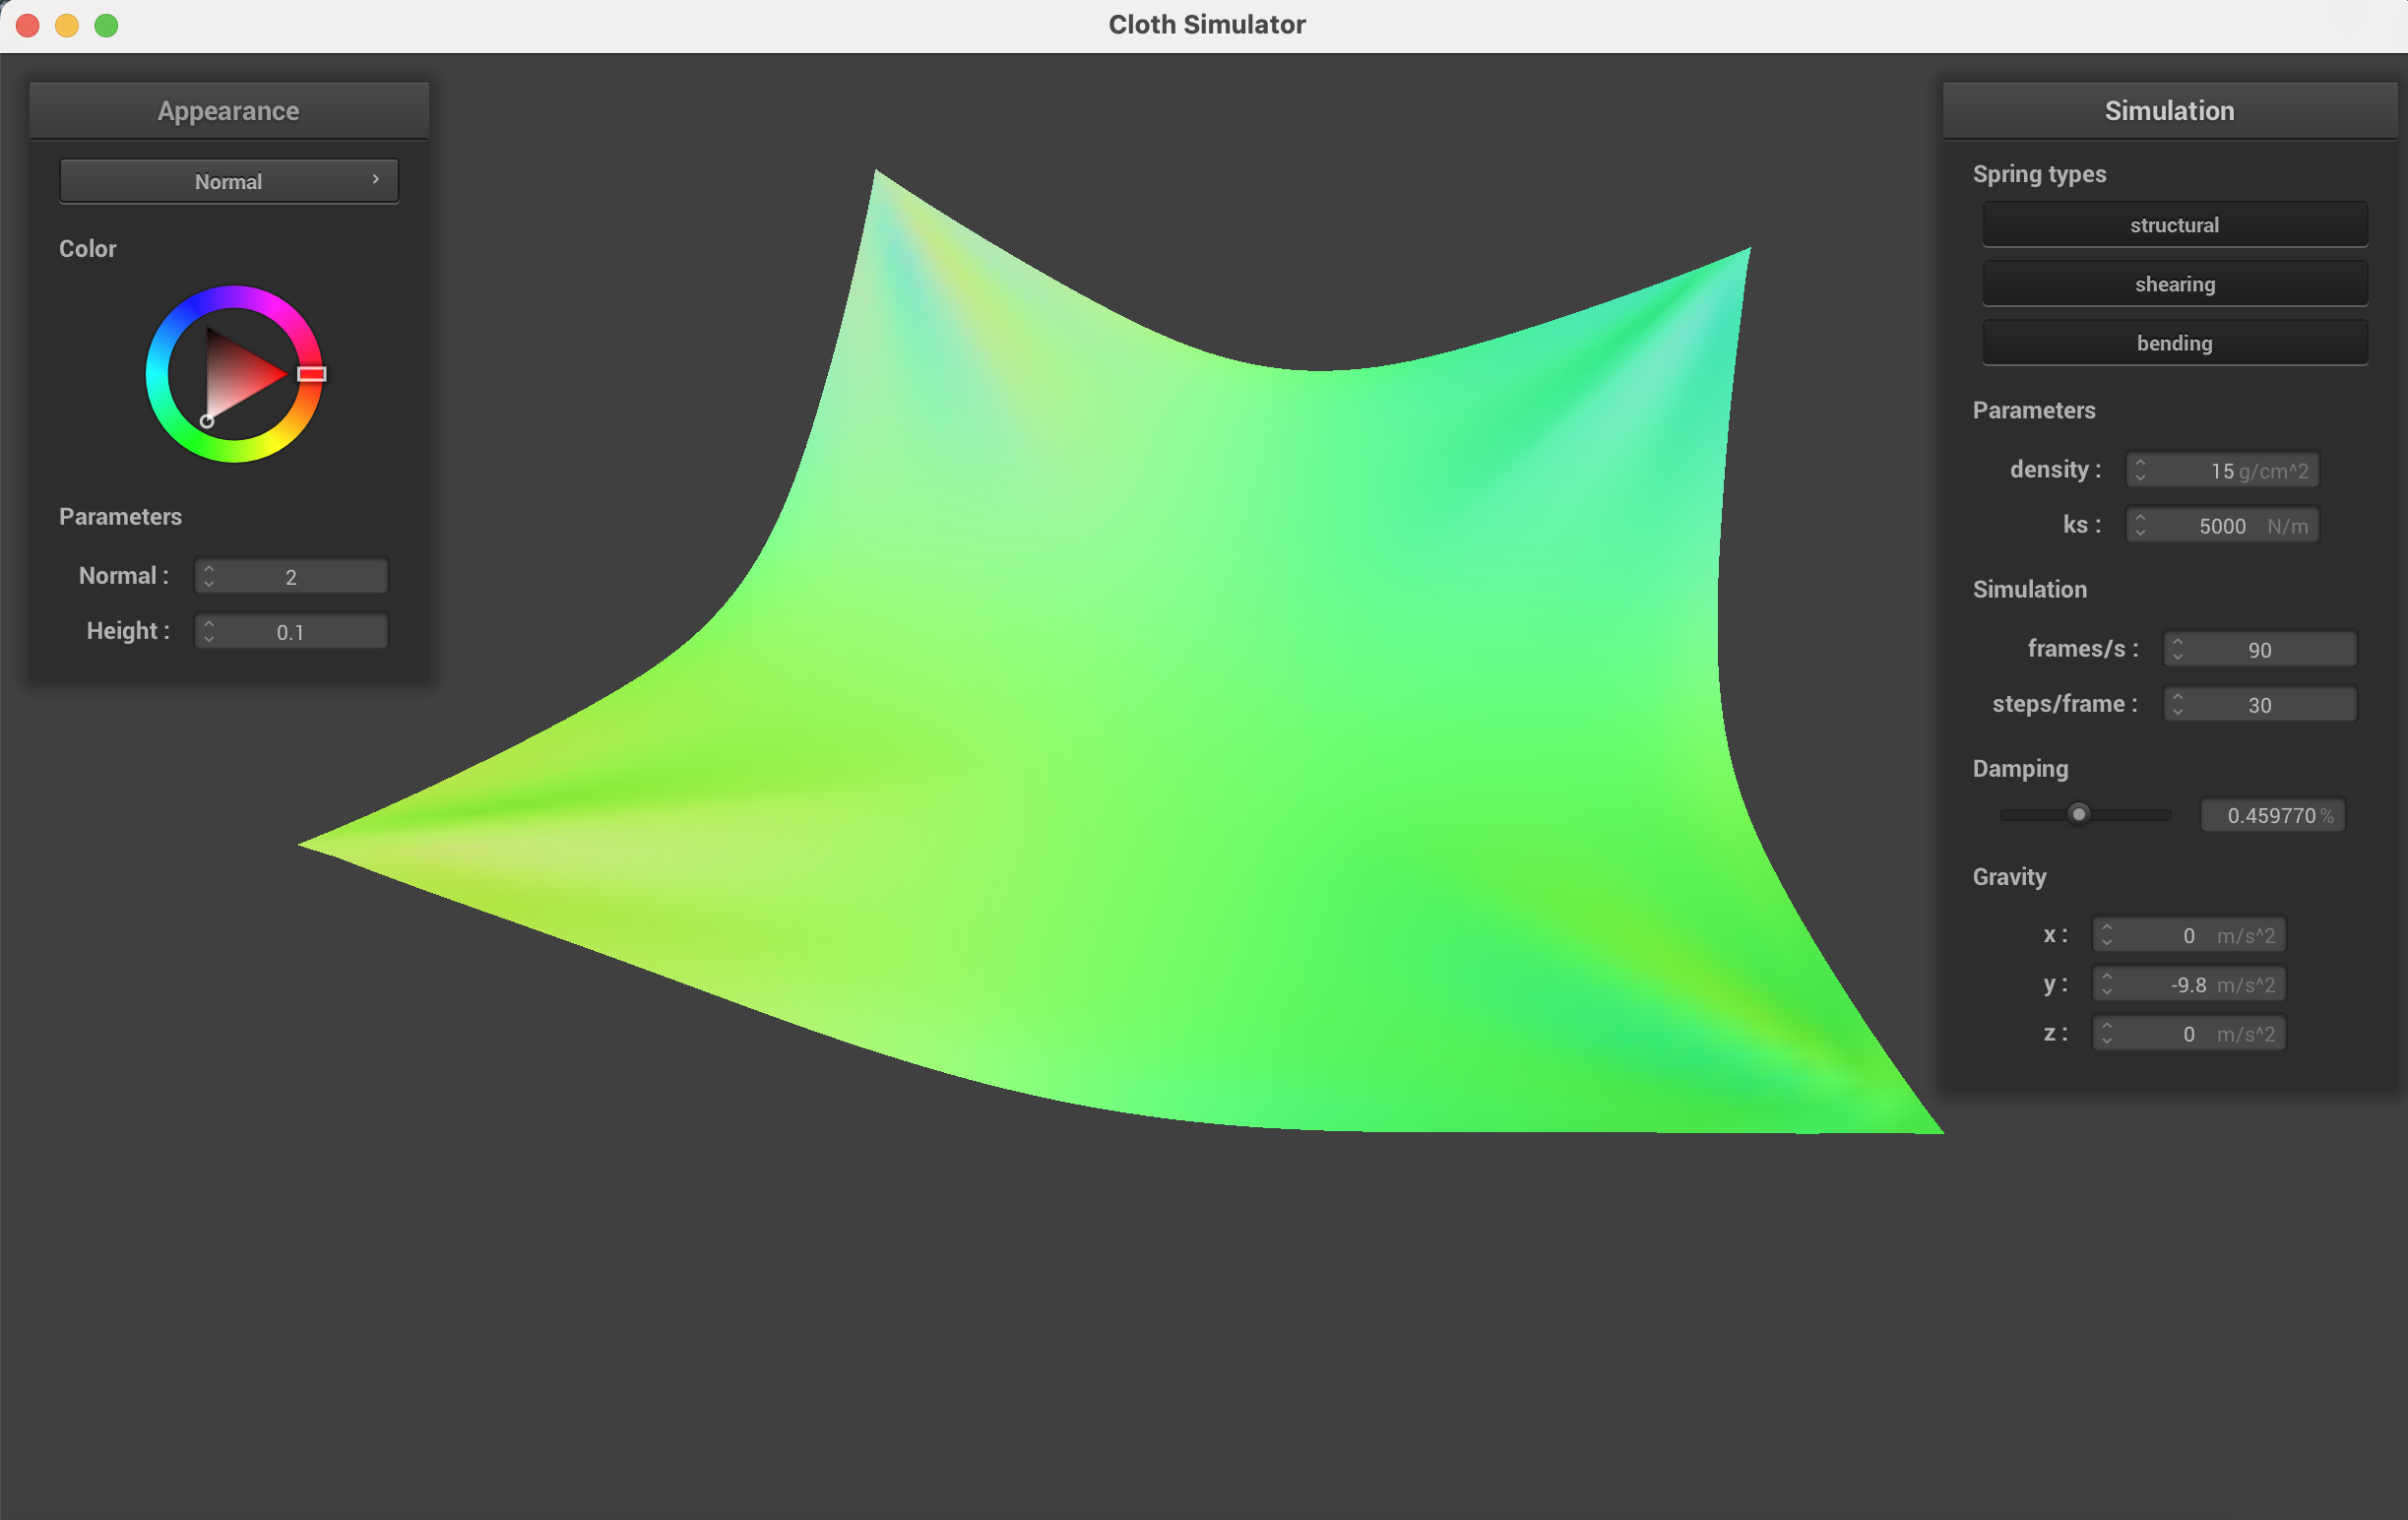 Cloth Simulator
Appearance
Normal
Color
Parameters
Normal : 2
Height : 0.1
Simulation
Spring types
structural
shearing
bending
Parameters
density : 15 g/cm^2
ks : 5000 N/m
Simulation
frames/s : 90
steps/frame : 30
Damping
0.459770 %
Gravity
x : 0 m/s^2
y : -9.8 m/s^2
z : 0 m/s^2